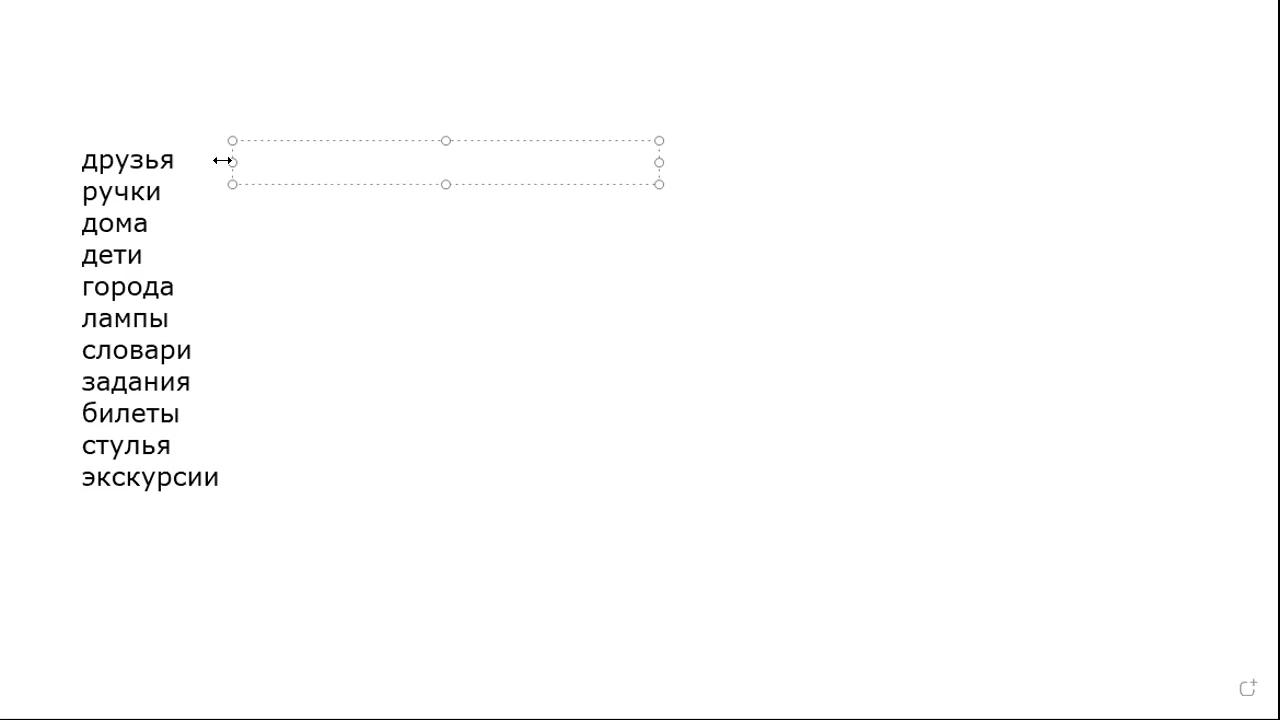 друзья
ручки
дома
дети
города
лампы
словари
задания
билеты
стулья
экскурсии